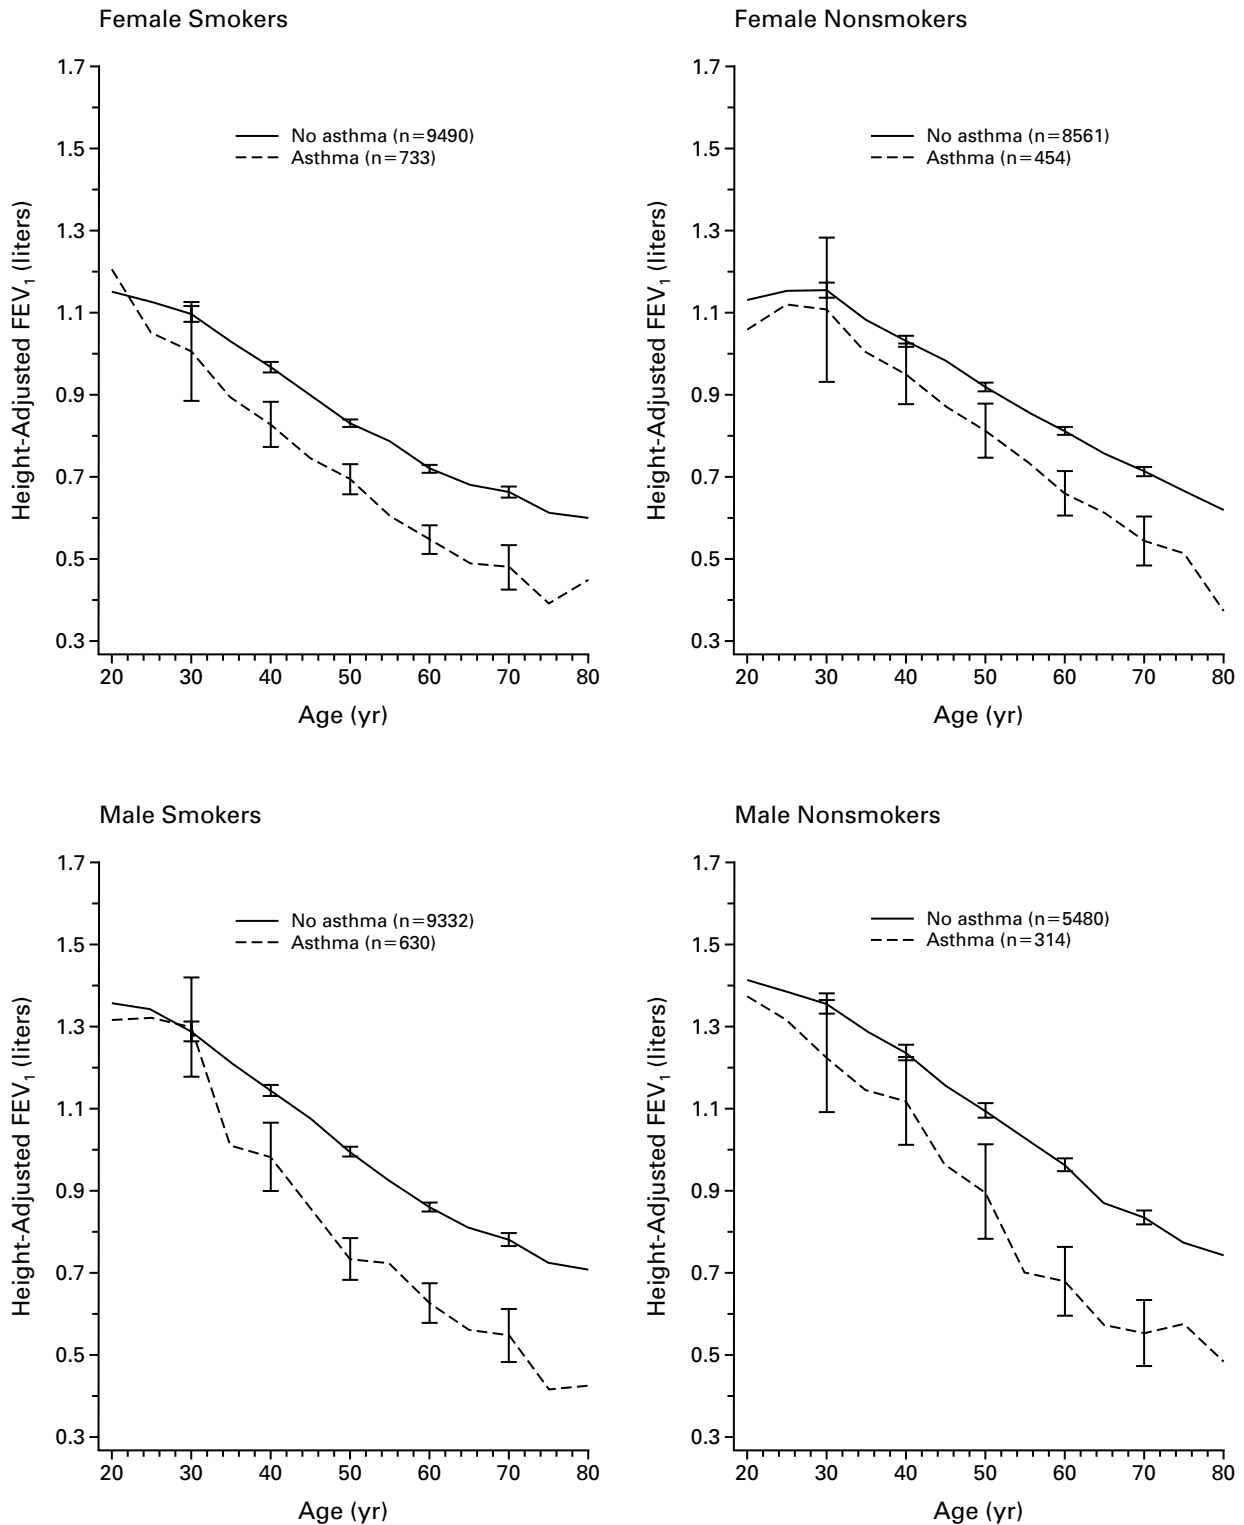 Female Smokers
Height-Adjusted FEV1 (liters)
1.7
1.5
1.3
1.1
0.9
0.7
0.5
0.3
No asthma (n=9490)
Asthma (n=733)
20 30 40 50 60 70 80
Age (yr)
Female Nonsmokers
Height-Adjusted FEV1 (liters)
1.7
1.5
1.3
1.1
0.9
0.7
0.5
0.3
No asthma (n=8561)
Asthma (n=454)
20 30 40 50 60 70 80
Age (yr)
Male Smokers
Height-Adjusted FEV1 (liters)
1.7
1.5
1.3
1.1
0.9
0.7
0.5
0.3
No asthma (n=9332)
Asthma (n=630)
20 30 40 50 60 70 80
Age (yr)
Male Nonsmokers
Height-Adjusted FEV1 (liters)
1.7
1.5
1.3
1.1
0.9
0.7
0.5
0.3
No asthma (n=5480)
Asthma (n=314)
20 30 40 50 60 70 80
Age (yr)